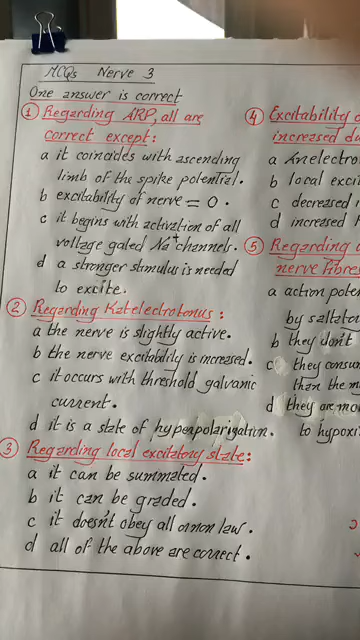 MCQs Nerve 3
One answer is correct
① Regarding ARP, all are
correct except:
a it coincides with ascending
limb of the spike potential.
b excitability of nerve = 0.
c it begins with activation of all
voltage gated Na+ channels.
d a stronger stimulus is needed
to excite.
② Regarding Katelectrotonus:
a the nerve is slightly active.
b the nerve excitability is increased.
c it occurs with threshold galvanic
current.
d it is a state of hyperpolarization.
③ Regarding local excitatory state:
a it can be summated.
b it can be graded.
c it doesn't obey all or non law.
d all of the above are correct.
④ Excitability o
increased du
a Anelectro
b local exci
c decreased
d increased
⑤ Regarding
nerve fibres
a action poten
by saltator
b they don't
c they consum
than the m
d they are mo
to hypoxi